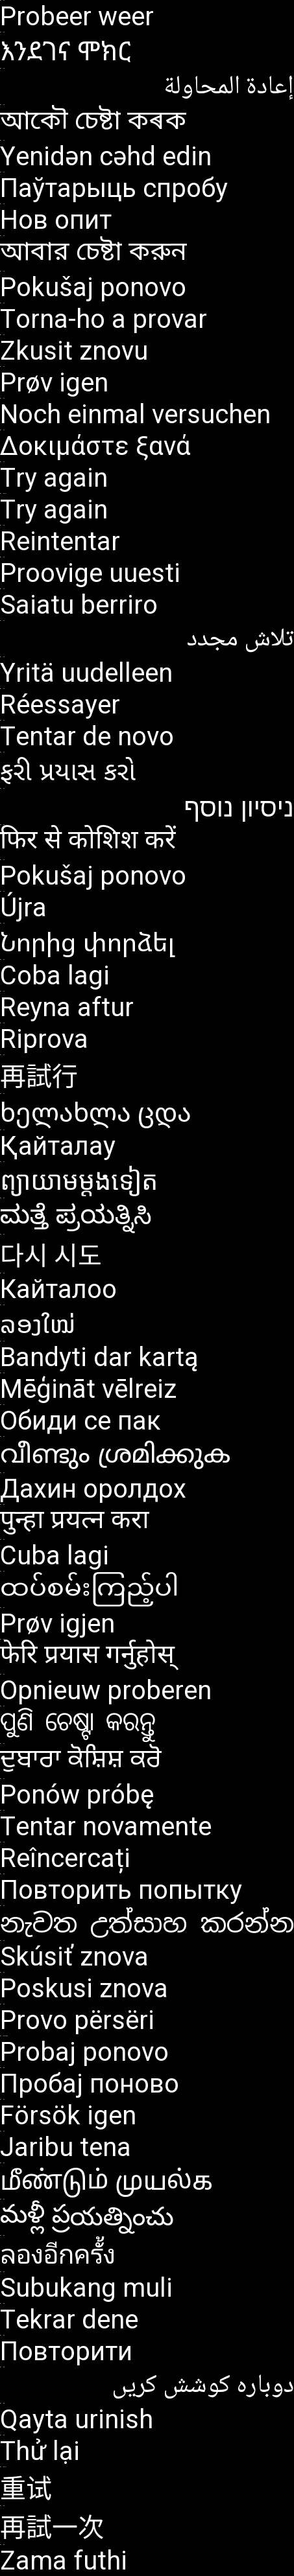 Probeer weer
እንደገና ሞክር
إعادة المحاولة
আকৌ চেষ্টা কৰক
Yenidən cəhd edin
Паўтарыць спробу
Нов опит
আবার চেষ্টা করুন
Pokušaj ponovo
Torna-ho a provar
Zkusit znovu
Prøv igen
Noch einmal versuchen
Δοκιμάστε ξανά
Try again
Try again
Reintentar
Proovige uuesti
Saiatu berriro
تلاش مجدد
Yritä uudelleen
Réessayer
Tentar de novo
ફરી પ્રયાસ કરો
ניסיון נוסף
फिर से कोशिश करें
Pokušaj ponovo
Újra
Նորից փորձել
Coba lagi
Reyna aftur
Riprova
再試行
ხელახლა ცდა
Қайталау
ព្យាយាមម្ដងទៀត
ಮತ್ತೆ ಪ್ರಯತ್ನಿಸಿ
다시 시도
Кайталоо
ລອງໃໝ່
Bandyti dar kartą
Mēģināt vēlreiz
Обиди се пак
വീണ്ടും ശ്രമിക്കുക
Дахин оролдох
पुन्हा प्रयत्न करा
Cuba lagi
ထပ်စမ်းကြည့်ပါ
Prøv igjen
फेरि प्रयास गर्नुहोस्
Opnieuw proberen
ପୁଣି ଚେଷ୍ଟା କରନ୍ତୁ
ਦੁਬਾਰਾ ਕੋਸ਼ਿਸ਼ ਕਰੋ
Ponów próbę
Tentar novamente
Reîncercați
Повторить попытку
නැවත උත්සාහ කරන්න
Skúsiť znova
Poskusi znova
Provo përsëri
Probaj ponovo
Пробај поново
Försök igen
Jaribu tena
மீண்டும் முயல்க
మళ్లీ ప్రయత్నించు
ลองอีกครั้ง
Subukang muli
Tekrar dene
Повторити
دوبارہ کوشش کریں
Qayta urinish
Thử lại
重试
再試一次
Zama futhi